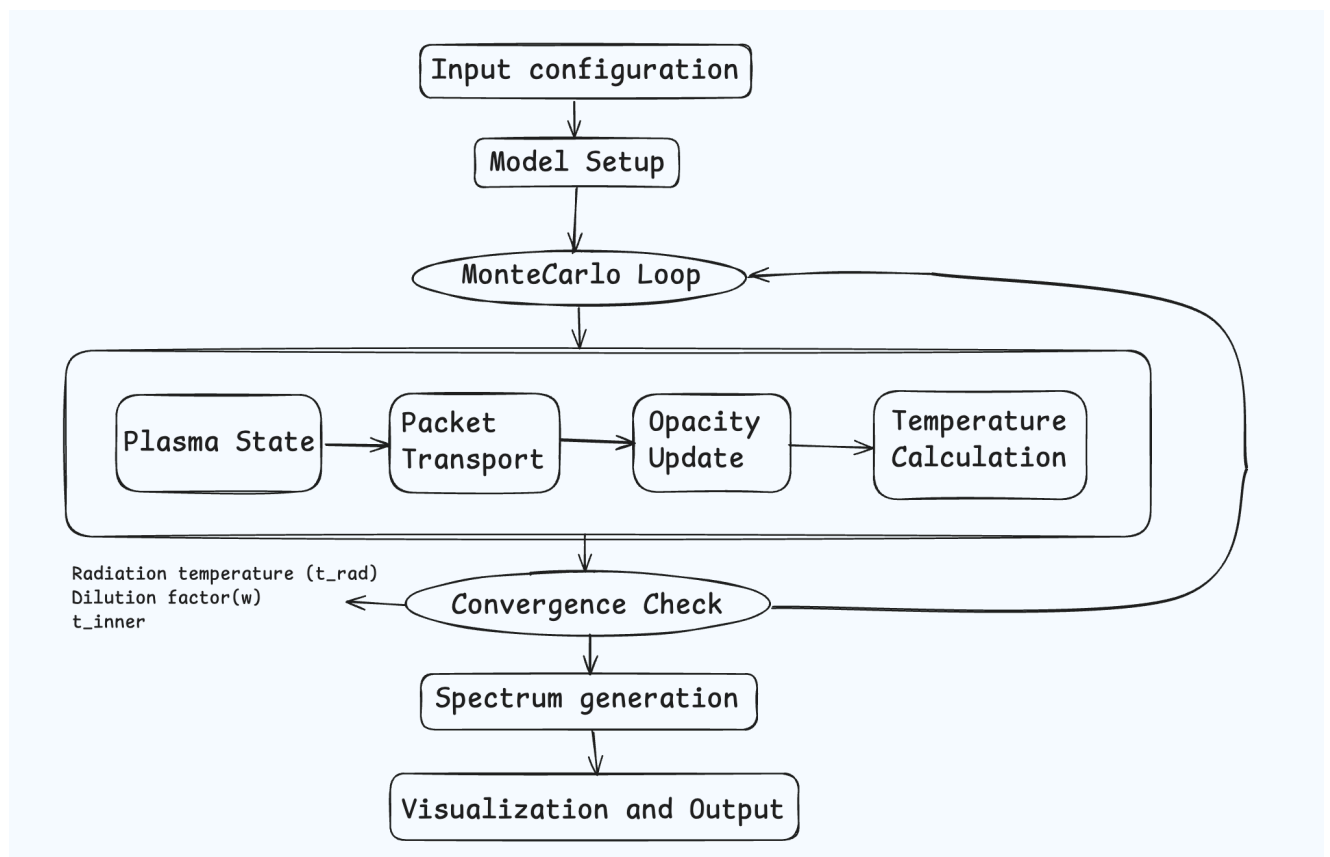 Input configuration
Model Setup
MonteCarlo Loop
Plasma State
Packet
Transport
Opacity
Update
Temperature
Calculation
Radiation temperature (t_rad)
Dilution factor(w)
t_inner
Convergence Check
Spectrum generation
Visualization and Output